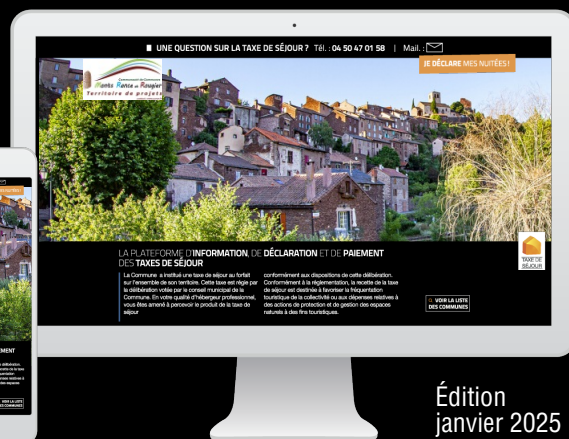 UNE QUESTION SUR LA TAXE DE SÉJOUR ? Tél. : 04 50 47 01 58 | Mail. :
JE DÉCLARE MES NUITÉES !
Communauté de Communes
Monts Rance et Rougier
Territoire de projets
LA PLATEFORME D'INFORMATION, DE DÉCLARATION ET DE PAIEMENT
DES TAXES DE SÉJOUR
La Commune a institué une taxe de séjour au forfait
sur l'ensemble de son territoire. Cette taxe est régie par
la délibération votée par le conseil municipal de la
Commune. En votre qualité d'hébergeur professionnel,
vous êtes amené à percevoir le produit de la taxe de
séjour
conformément aux dispositions de cette délibération.
Conformément à la réglementation, la recette de la taxe
de séjour est destinée à favoriser la fréquentation
touristique de la collectivité ou aux dépenses relatives à
des actions de protection et de gestion des espaces
naturels à des fins touristiques.
TAXE DE
SÉJOUR
VOIR LA LISTE
DES COMMUNES
Édition
janvier 2025